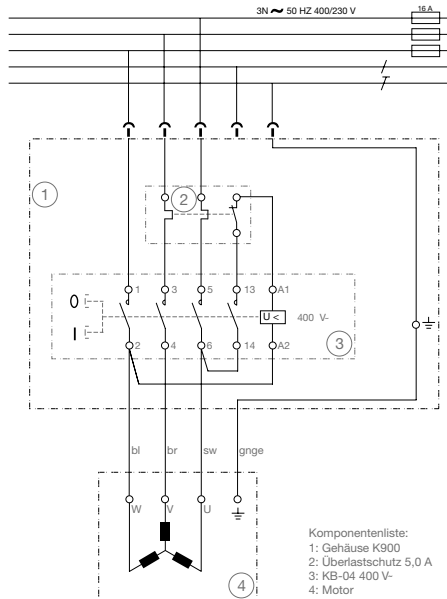 3N ~ 50 HZ 400/230 V
16 A
1
2
1 3 5 13 A1
0
U < 400 V-
I
3
2 4 6 14 A2
bl br sw gnge
W V U
4
Komponentenliste:
1: Gehäuse K900
2: Überlastschutz 5,0 A
3: KB-04 400 V-
4: Motor